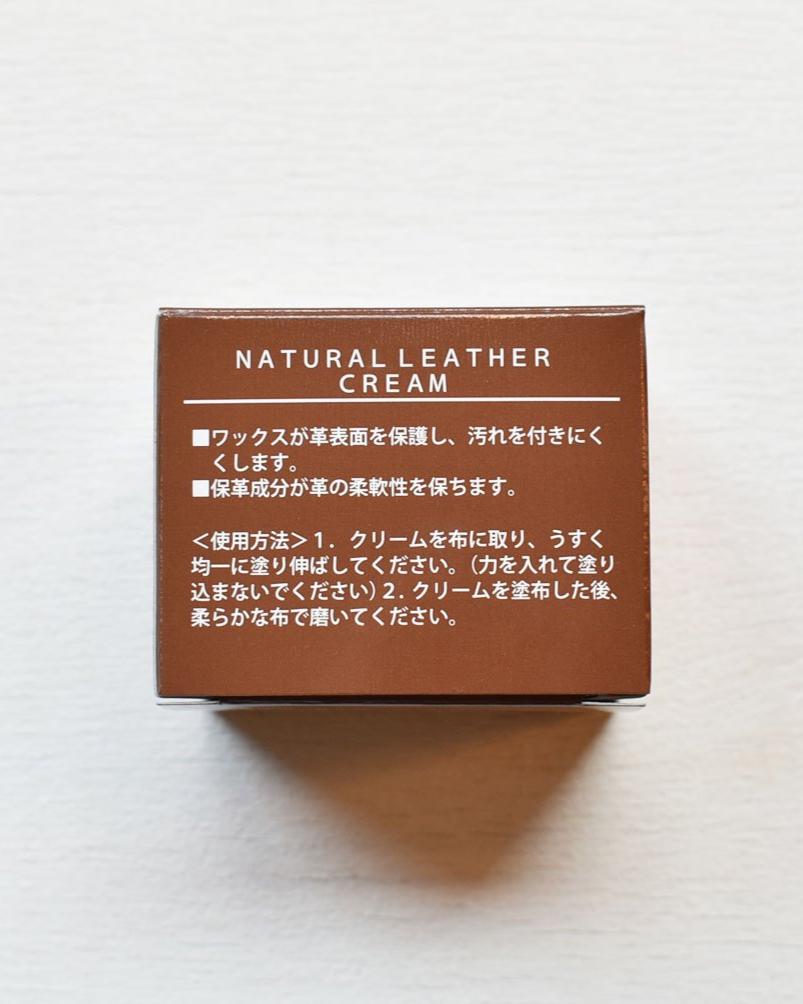 NATURAL LEATHER
CREAM
■ワックスが革表面を保護し、汚れを付きにく
くします。
■保革成分が革の柔軟性を保ちます。
＜使用方法＞1．クリームを布に取り、うすく
均一に塗り伸ばしてください。（力を入れて塗り
込まないでください）2．クリームを塗布した後、
柔らかな布で磨いてください。